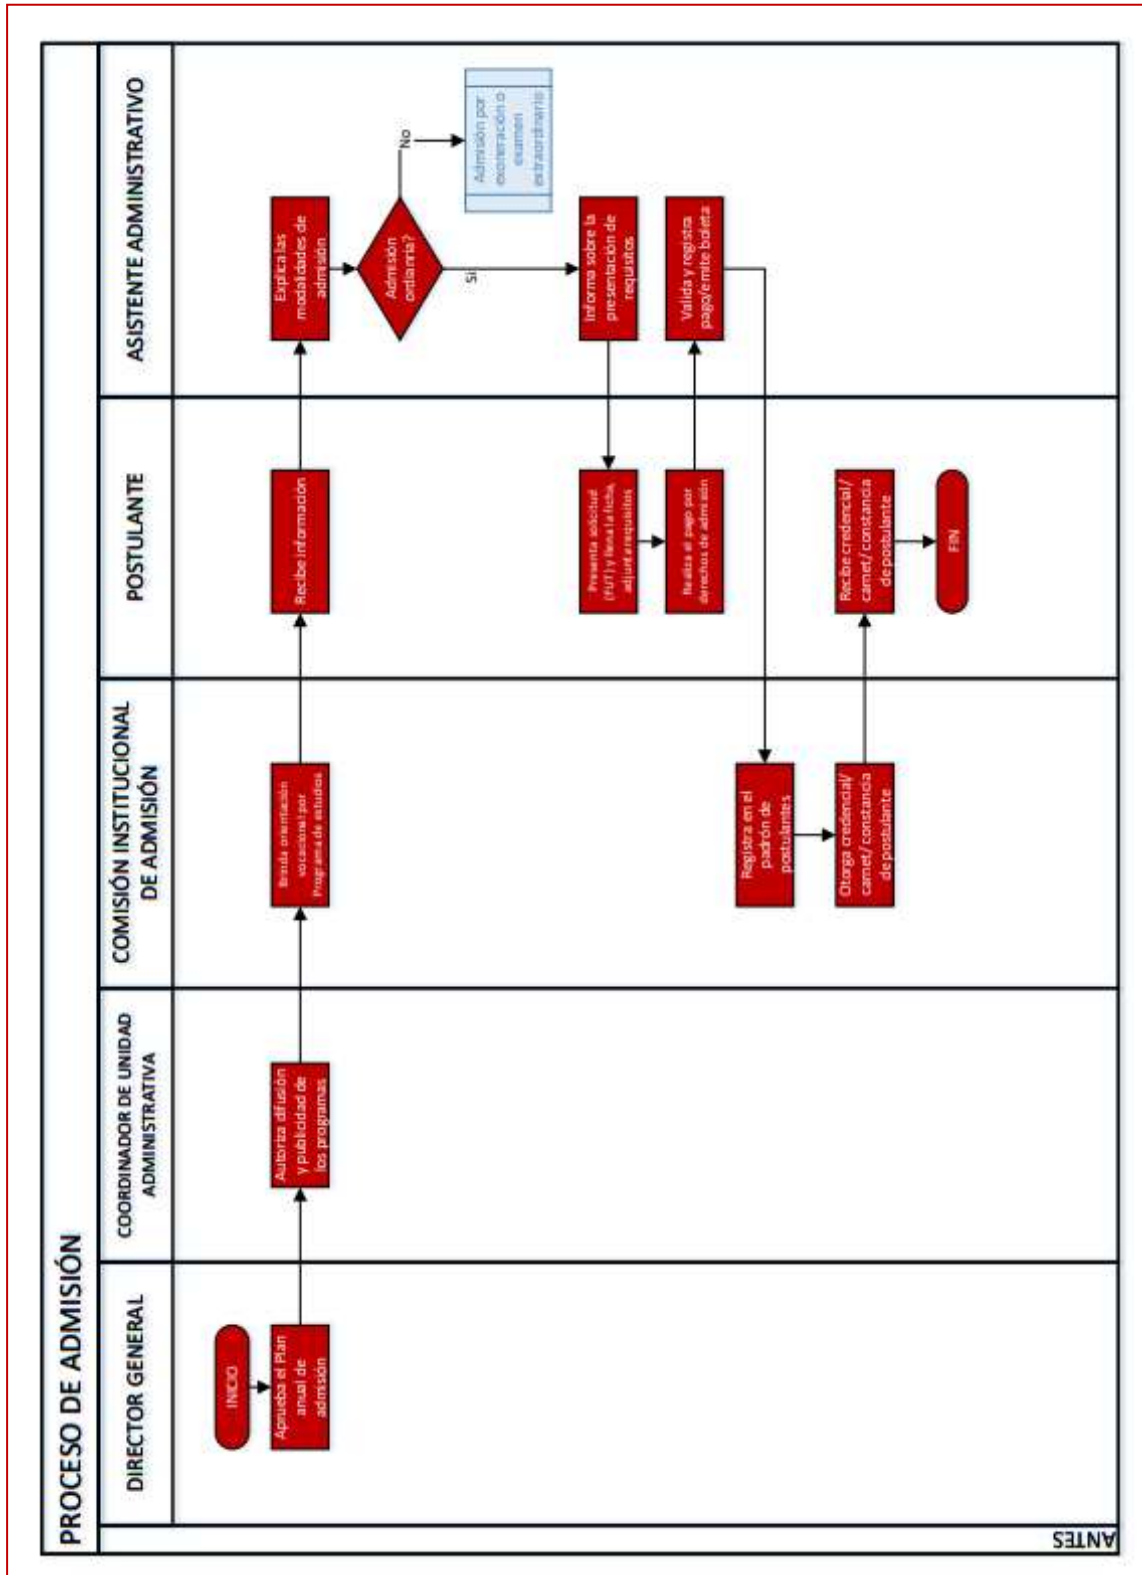 PROCESO DE ADMISIÓN
DIRECTOR GENERAL
COORDINADOR DE UNIDAD
ADMINISTRATIVA
COMISIÓN INSTITUCIONAL
DE ADMISIÓN
POSTULANTE
ASISTENTE ADMINISTRATIVO
ANTES
INICIO
Aprueba el Plan
anual de
admisión
Autoriza difusión
y publicidad de
los programas
Brinda orientación
vocacional por
Programa de estudios
Recibe información
Explica las
modalidades de
admisión
Admisión
ordianria?
No
Admisión por
exoneración o
examen
extraordinario
Si
Informa sobre la
presentación de
requisitos
Presenta solicitud
(FUT) y llena la ficha,
adjunta requisitos
Realiza el pago por
derechos de admisión
Valida y registra
pago/emite boleta
Registra en el
padrón de
postulantes
Otorga credencial/
carnet/ constancia
de postulante
Recibe credencial/
carnet/ constancia
de postulante
FIN